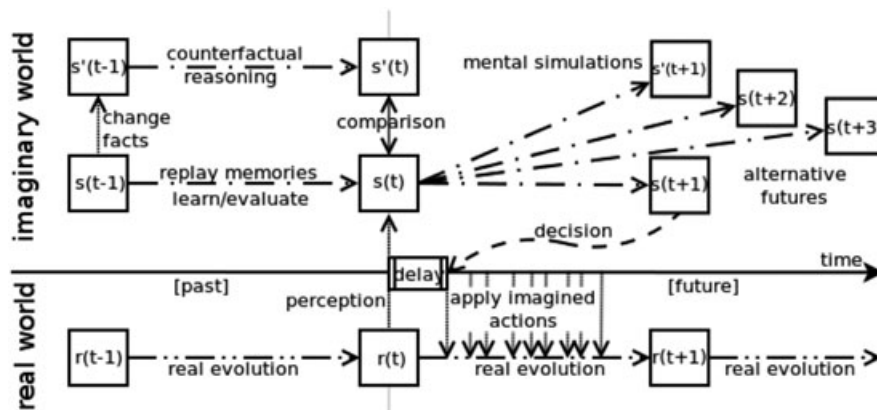 imaginary world
s'(t-1)
counterfactual
reasoning
s'(t)
mental simulations
s'(t+1)
s(t+2)
s(t+3)
change
facts
comparison
s(t-1)
replay memories
learn/evaluate
s(t)
s(t+1)
alternative
futures
decision
time
[past]
delay
[future]
perception
apply imagined
actions
real world
r(t-1)
real evolution
r(t)
real evolution
r(t+1)
real evolution